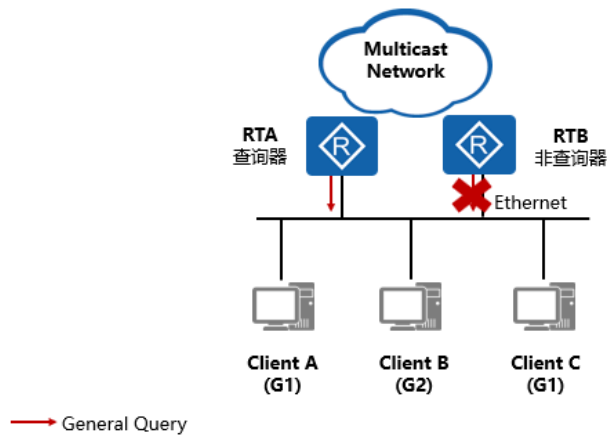 Multicast
Network
RTA
查询器
R
R
RTB
非查询器
Ethernet
Client A
(G1)
Client B
(G2)
Client C
(G1)
General Query